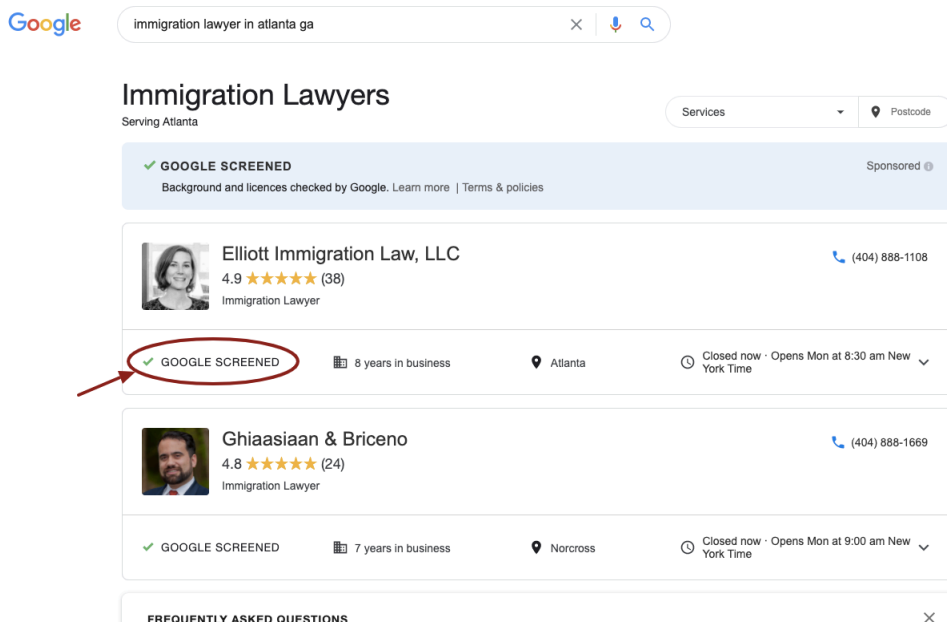 Google
immigration lawyer in atlanta ga
Immigration Lawyers
Serving Atlanta
Services
Postcode
GOOGLE SCREENED
Sponsored
Background and licences checked by Google. Learn more | Terms & policies
Elliott Immigration Law, LLC
(404) 888-1108
4.9 ★★★★★ (38)
Immigration Lawyer
GOOGLE SCREENED
8 years in business
Atlanta
Closed now · Opens Mon at 8:30 am New
York Time
Ghiaasiaan & Briceno
(404) 888-1669
4.8 ★★★★★ (24)
Immigration Lawyer
GOOGLE SCREENED
7 years in business
Norcross
Closed now · Opens Mon at 9:00 am New
York Time
FREQUENTLY ASKED QUESTIONS